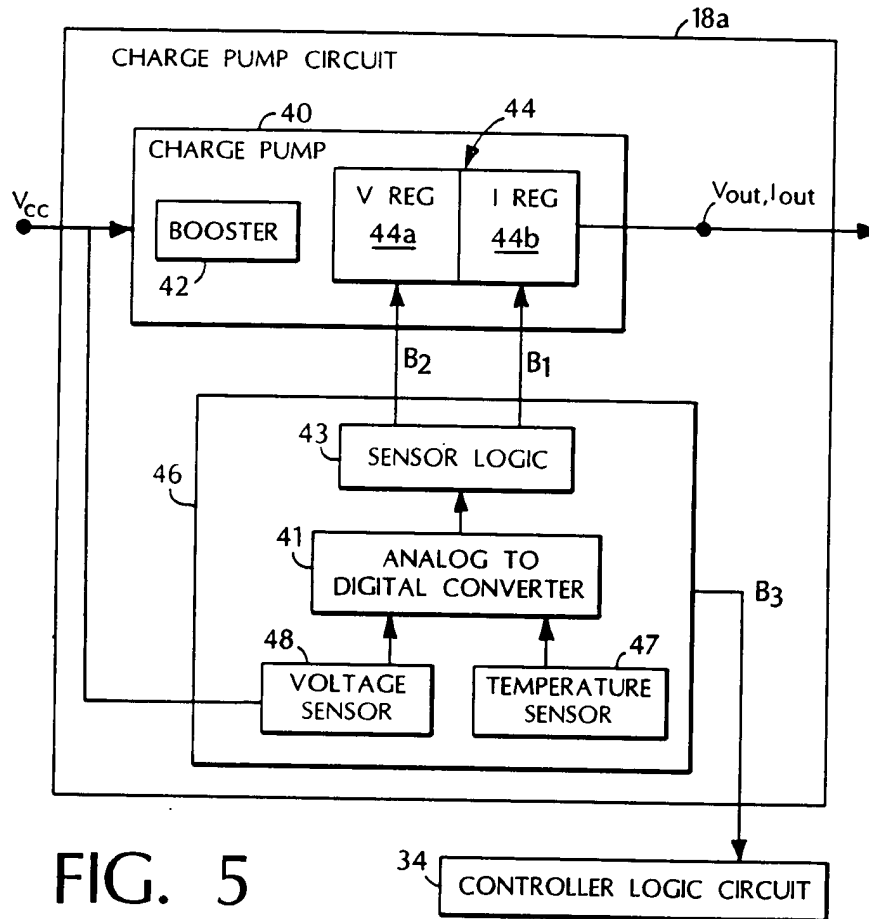 18a
CHARGE PUMP CIRCUIT
40
44
CHARGE PUMP
Vcc
V REG
I REG
Vout, Iout
BOOSTER
44a
44b
42
B2
B1
43
SENSOR LOGIC
46
41
ANALOG TO
DIGITAL CONVERTER
B3
48
47
VOLTAGE
SENSOR
TEMPERATURE
SENSOR
FIG. 5
34
CONTROLLER LOGIC CIRCUIT